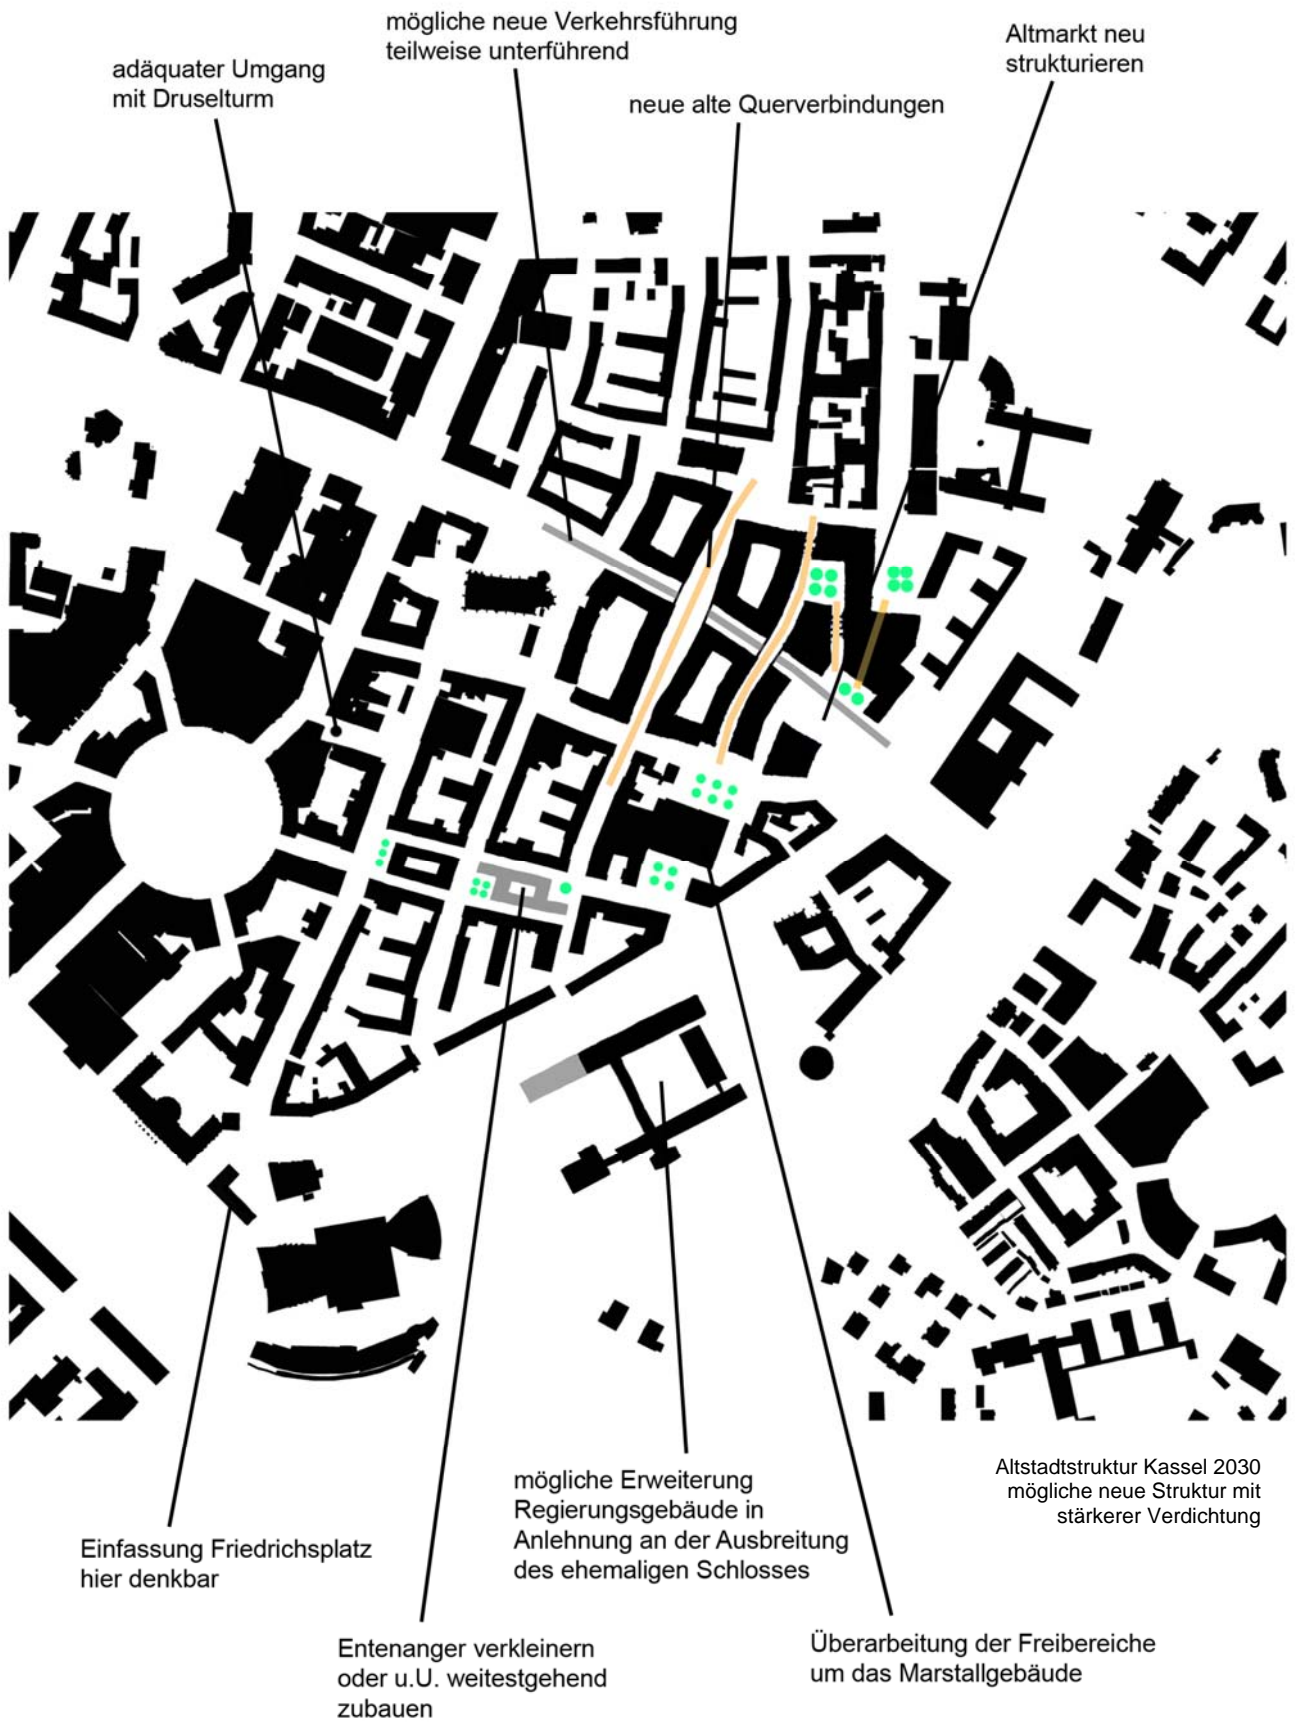 mögliche neue Verkehrsführung
teilweise unterführend
Altmarkt neu
strukturieren
adäquater Umgang
mit Druselturm
neue alte Querverbindungen
mögliche Erweiterung
Regierungsgebäude in
Anlehnung an der Ausbreitung
des ehemaligen Schlosses
Altstadtstruktur Kassel 2030
mögliche neue Struktur mit
stärkerer Verdichtung
Einfassung Friedrichsplatz
hier denkbar
Entenanger verkleinern
oder u.U. weitestgehend
zubauen
Überarbeitung der Freibereiche
um das Marstallgebäude